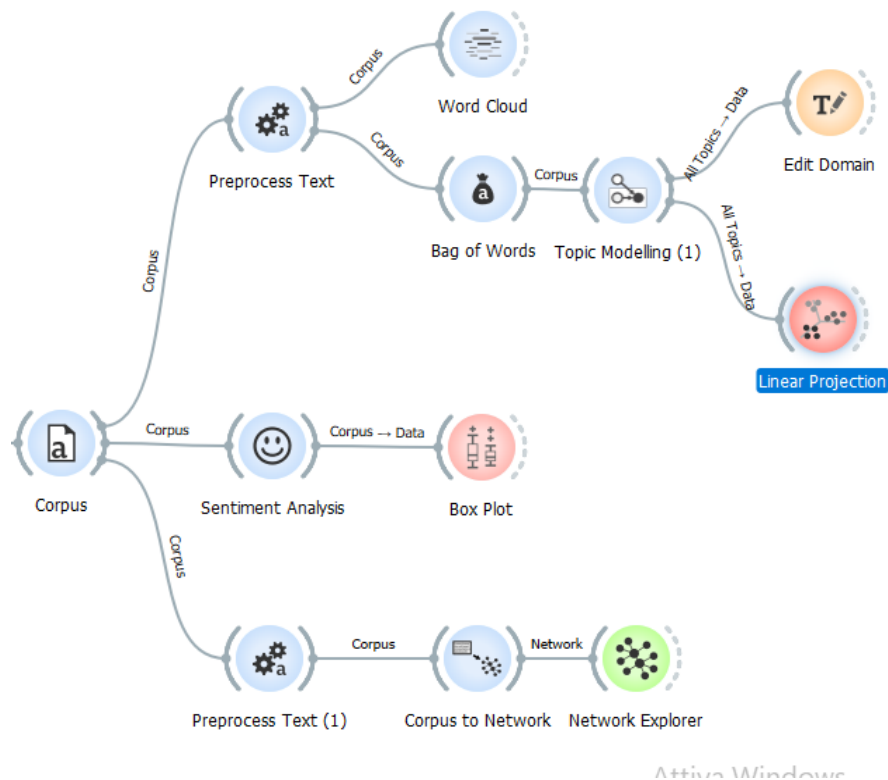 Corpus
Word Cloud
Corpus
a
Preprocess Text
Corpus
a
Bag of Words
Corpus
Topic Modelling (1)
All Topics → Data
T
Edit Domain
All Topics → Data
Linear Projection
Corpus
a
Corpus
Corpus
Sentiment Analysis
Corpus → Data
Box Plot
Corpus
a
Preprocess Text (1)
Corpus
Corpus to Network
Network
Network Explorer
Attiva Windows